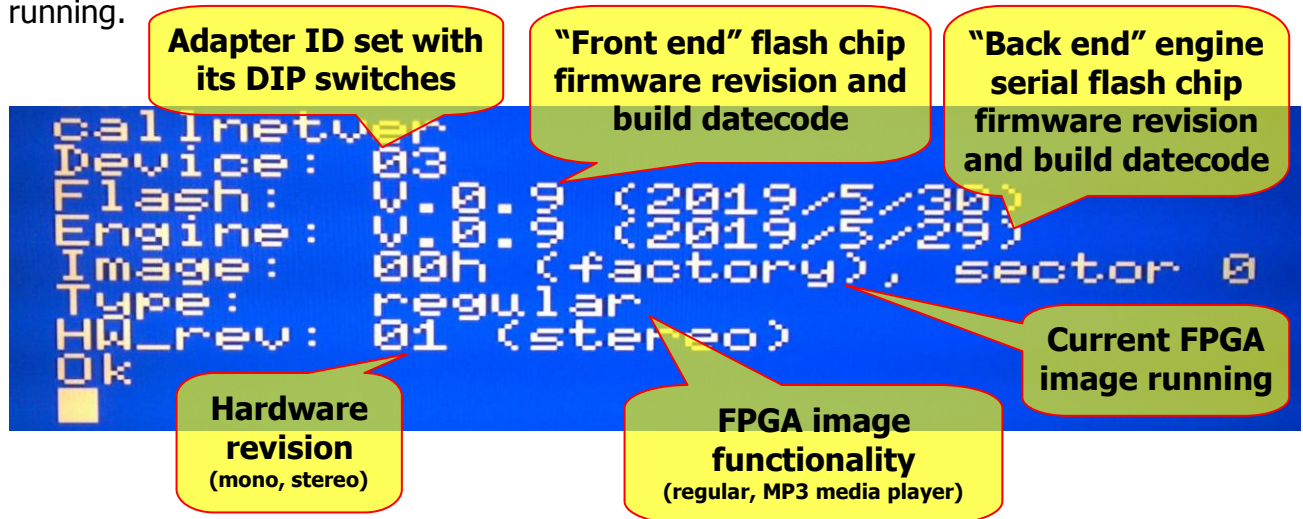 running.
Adapter ID set with
its DIP switches
“Front end” flash chip
firmware revision and
build datecode
“Back end” engine
serial flash chip
firmware revision
and build datecode
callnetver
Device: 03
Flash: V.0.9 (2019/5/30)
Engine: V.0.9 (2019/5/29)
Image: 00h (factory), sector 0
Type: regular
HW_rev: 01 (stereo)
Ok
Current FPGA
image running
Hardware
revision
(mono, stereo)
FPGA image
functionality
(regular, MP3 media player)